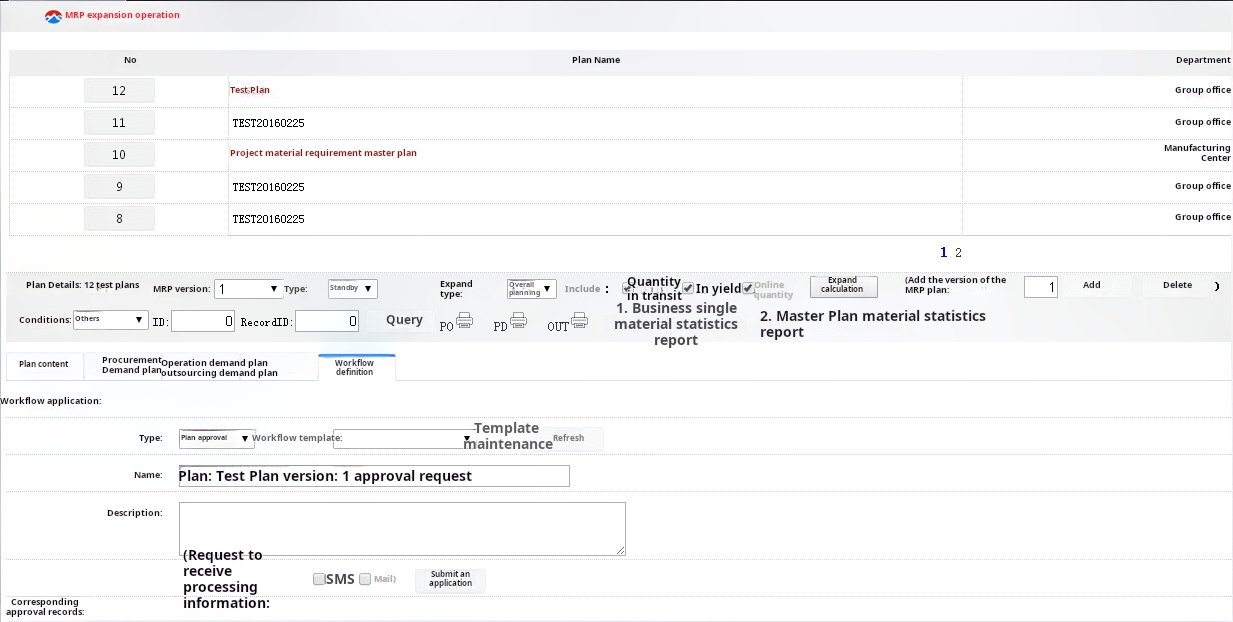 MRP expansion operation
No Plan Name Department
12 Test Plan Group office
11 TEST20160225 Group office
10 Project material requirement master plan Manufacturing Center
9 TEST20160225 Group office
8 TEST20160225 Group office
1 2
Plan Details: 12 test plans MRP version: 1 Type: Standby Expand type: Overall planning Include : Quantity in transit In yield Online quantity Expand calculation (Add the version of the MRP plan: 1 Add Delete )
Conditions: Others ID: 0 RecordID: 0 Query PO PD OUT 1. Business single material statistics report 2. Master Plan material statistics report
Plan content Procurement Demand plan Operation demand plan outsourcing demand plan Workflow definition
Workflow application:
Type: Plan approval Workflow template: Template maintenance Refresh
Name: Plan: Test Plan version: 1 approval request
Description:
(Request to receive processing information: SMS Mail) Submit an application
Corresponding approval records: